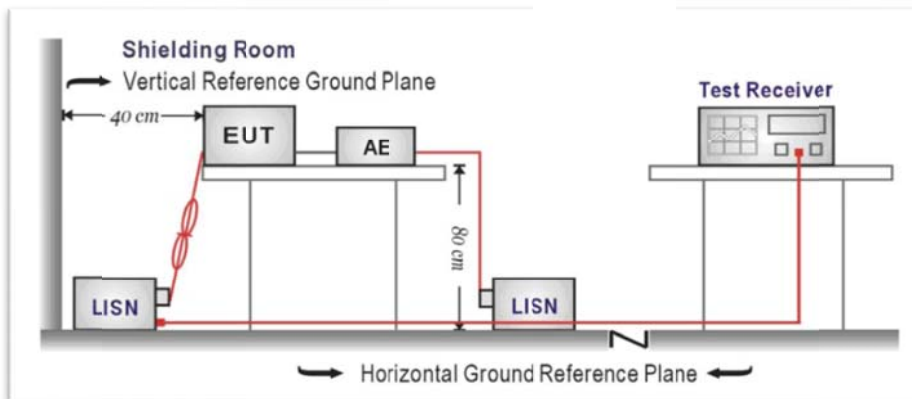 Shielding Room
Vertical Reference Ground Plane
Test Receiver
40 cm
EUT
AE
80 cm
LISN
LISN
Horizontal Ground Reference Plane